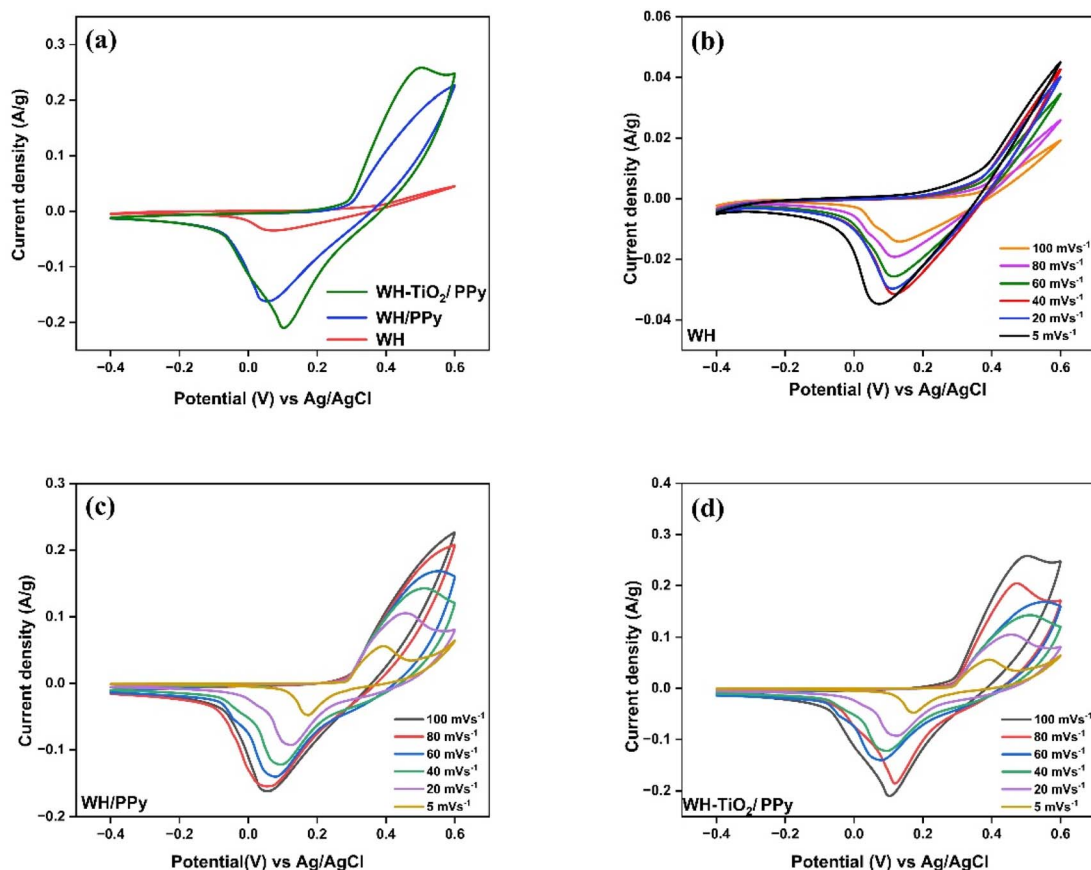 (a)
0.3
0.2
0.1
0.0
−0.1
−0.2
Current density (A/g)
WH-TiO₂/ PPy
WH/PPy
WH
−0.4 −0.2 0.0 0.2 0.4 0.6
Potential (V) vs Ag/AgCl
(b)
0.06
0.04
0.02
0.00
−0.02
−0.04
Current density (A/g)
100 mVs⁻¹
80 mVs⁻¹
60 mVs⁻¹
40 mVs⁻¹
20 mVs⁻¹
5 mVs⁻¹
WH
−0.4 −0.2 0.0 0.2 0.4 0.6
Potential (V) vs Ag/AgCl
(c)
0.3
0.2
0.1
0.0
−0.1
−0.2
Current density (A/g)
100 mVs⁻¹
80 mVs⁻¹
60 mVs⁻¹
40 mVs⁻¹
20 mVs⁻¹
5 mVs⁻¹
WH/PPy
−0.4 −0.2 0.0 0.2 0.4 0.6
Potential(V) vs Ag/AgCl
(d)
0.4
0.3
0.2
0.1
0.0
−0.1
−0.2
Current density (A/g)
100 mVs⁻¹
80 mVs⁻¹
60 mVs⁻¹
40 mVs⁻¹
20 mVs⁻¹
5 mVs⁻¹
WH-TiO₂/ PPy
−0.4 −0.2 0.0 0.2 0.4 0.6
Potential (V) vs Ag/AgCl